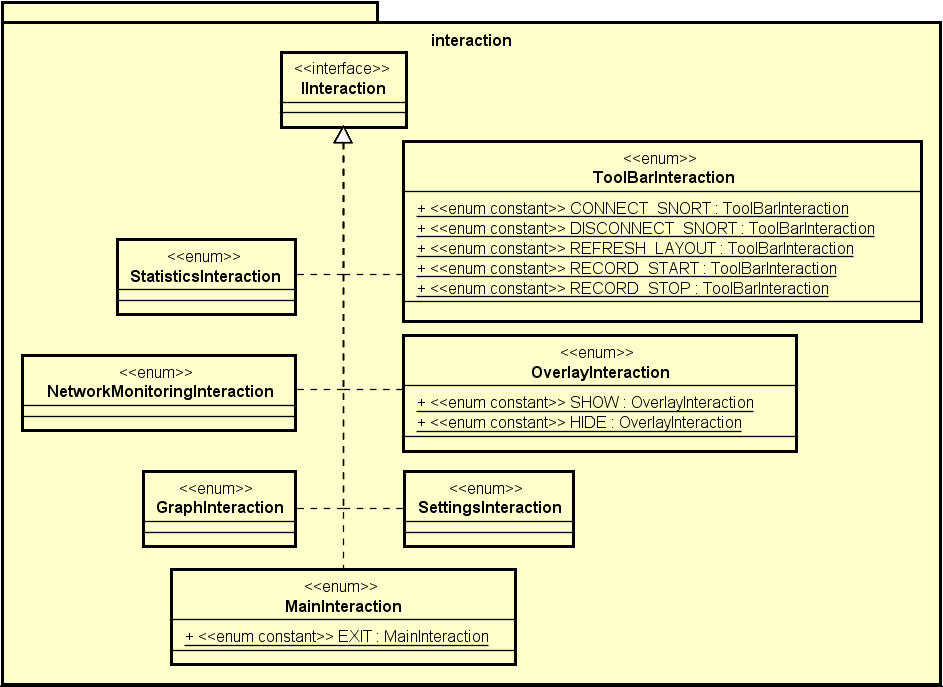 interaction
<<interface>>
IInteraction
<<enum>>
ToolBarInteraction
+ <<enum constant>> CONNECT_SNORT : ToolBarInteraction
+ <<enum constant>> DISCONNECT_SNORT : ToolBarInteraction
+ <<enum constant>> REFRESH_LAYOUT : ToolBarInteraction
+ <<enum constant>> RECORD_START : ToolBarInteraction
+ <<enum constant>> RECORD_STOP : ToolBarInteraction
<<enum>>
StatisticsInteraction
<<enum>>
NetworkMonitoringInteraction
<<enum>>
OverlayInteraction
+ <<enum constant>> SHOW : OverlayInteraction
+ <<enum constant>> HIDE : OverlayInteraction
<<enum>>
GraphInteraction
<<enum>>
SettingsInteraction
<<enum>>
MainInteraction
+ <<enum constant>> EXIT : MainInteraction